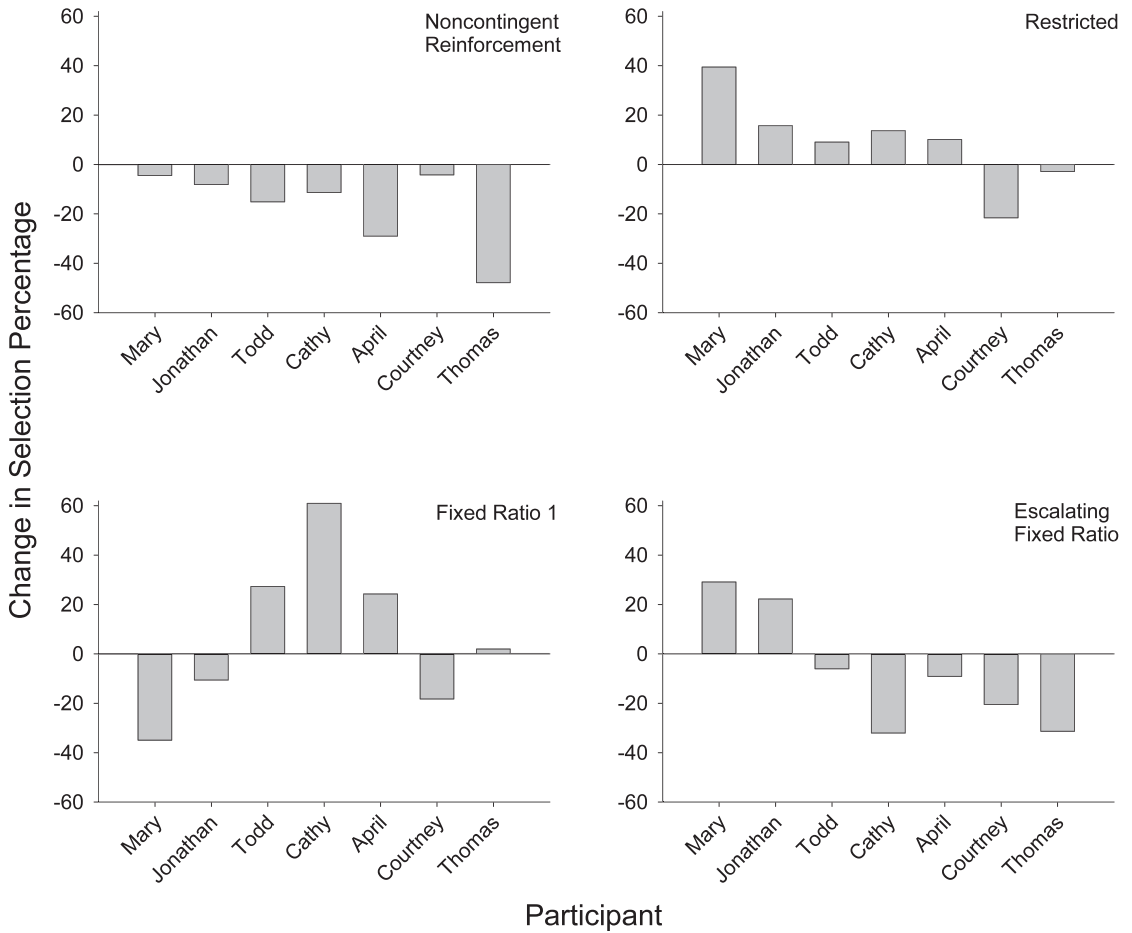 Change in Selection Percentage
60
40
20
0
-20
-40
-60
Noncontingent
Reinforcement
Mary
Jonathan
Todd
Cathy
April
Courtney
Thomas
60
40
20
0
-20
-40
-60
Restricted
Mary
Jonathan
Todd
Cathy
April
Courtney
Thomas
60
40
20
0
-20
-40
-60
Fixed Ratio 1
Mary
Jonathan
Todd
Cathy
April
Courtney
Thomas
60
40
20
0
-20
-40
-60
Escalating
Fixed Ratio
Mary
Jonathan
Todd
Cathy
April
Courtney
Thomas
Participant